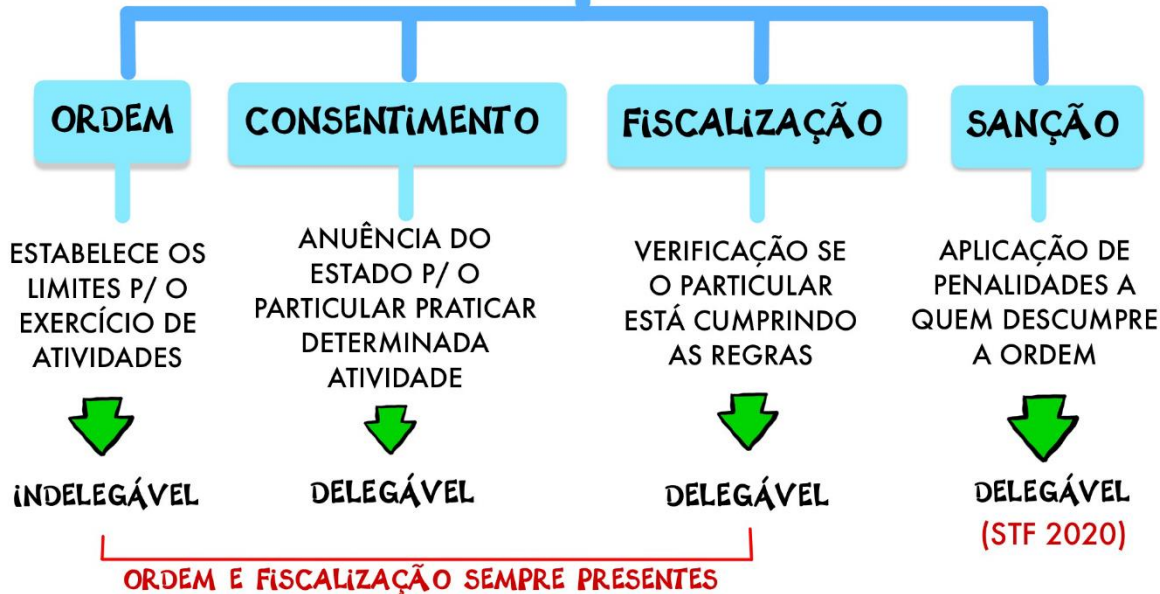 ORDEM
ESTABELECE OS
LIMITES P/ O
EXERCÍCIO DE
ATIVIDADES
INDELEGÁVEL
CONSENTIMENTO
ANUÊNCIA DO
ESTADO P/ O
PARTICULAR PRATICAR
DETERMINADA
ATIVIDADE
DELEGÁVEL
FISCALIZAÇÃO
VERIFICAÇÃO SE
O PARTICULAR
ESTÁ CUMPRINDO
AS REGRAS
DELEGÁVEL
SANÇÃO
APLICAÇÃO DE
PENALIDADES A
QUEM DESCUMPRE
A ORDEM
DELEGÁVEL
(STF 2020)
ORDEM E FISCALIZAÇÃO SEMPRE PRESENTES